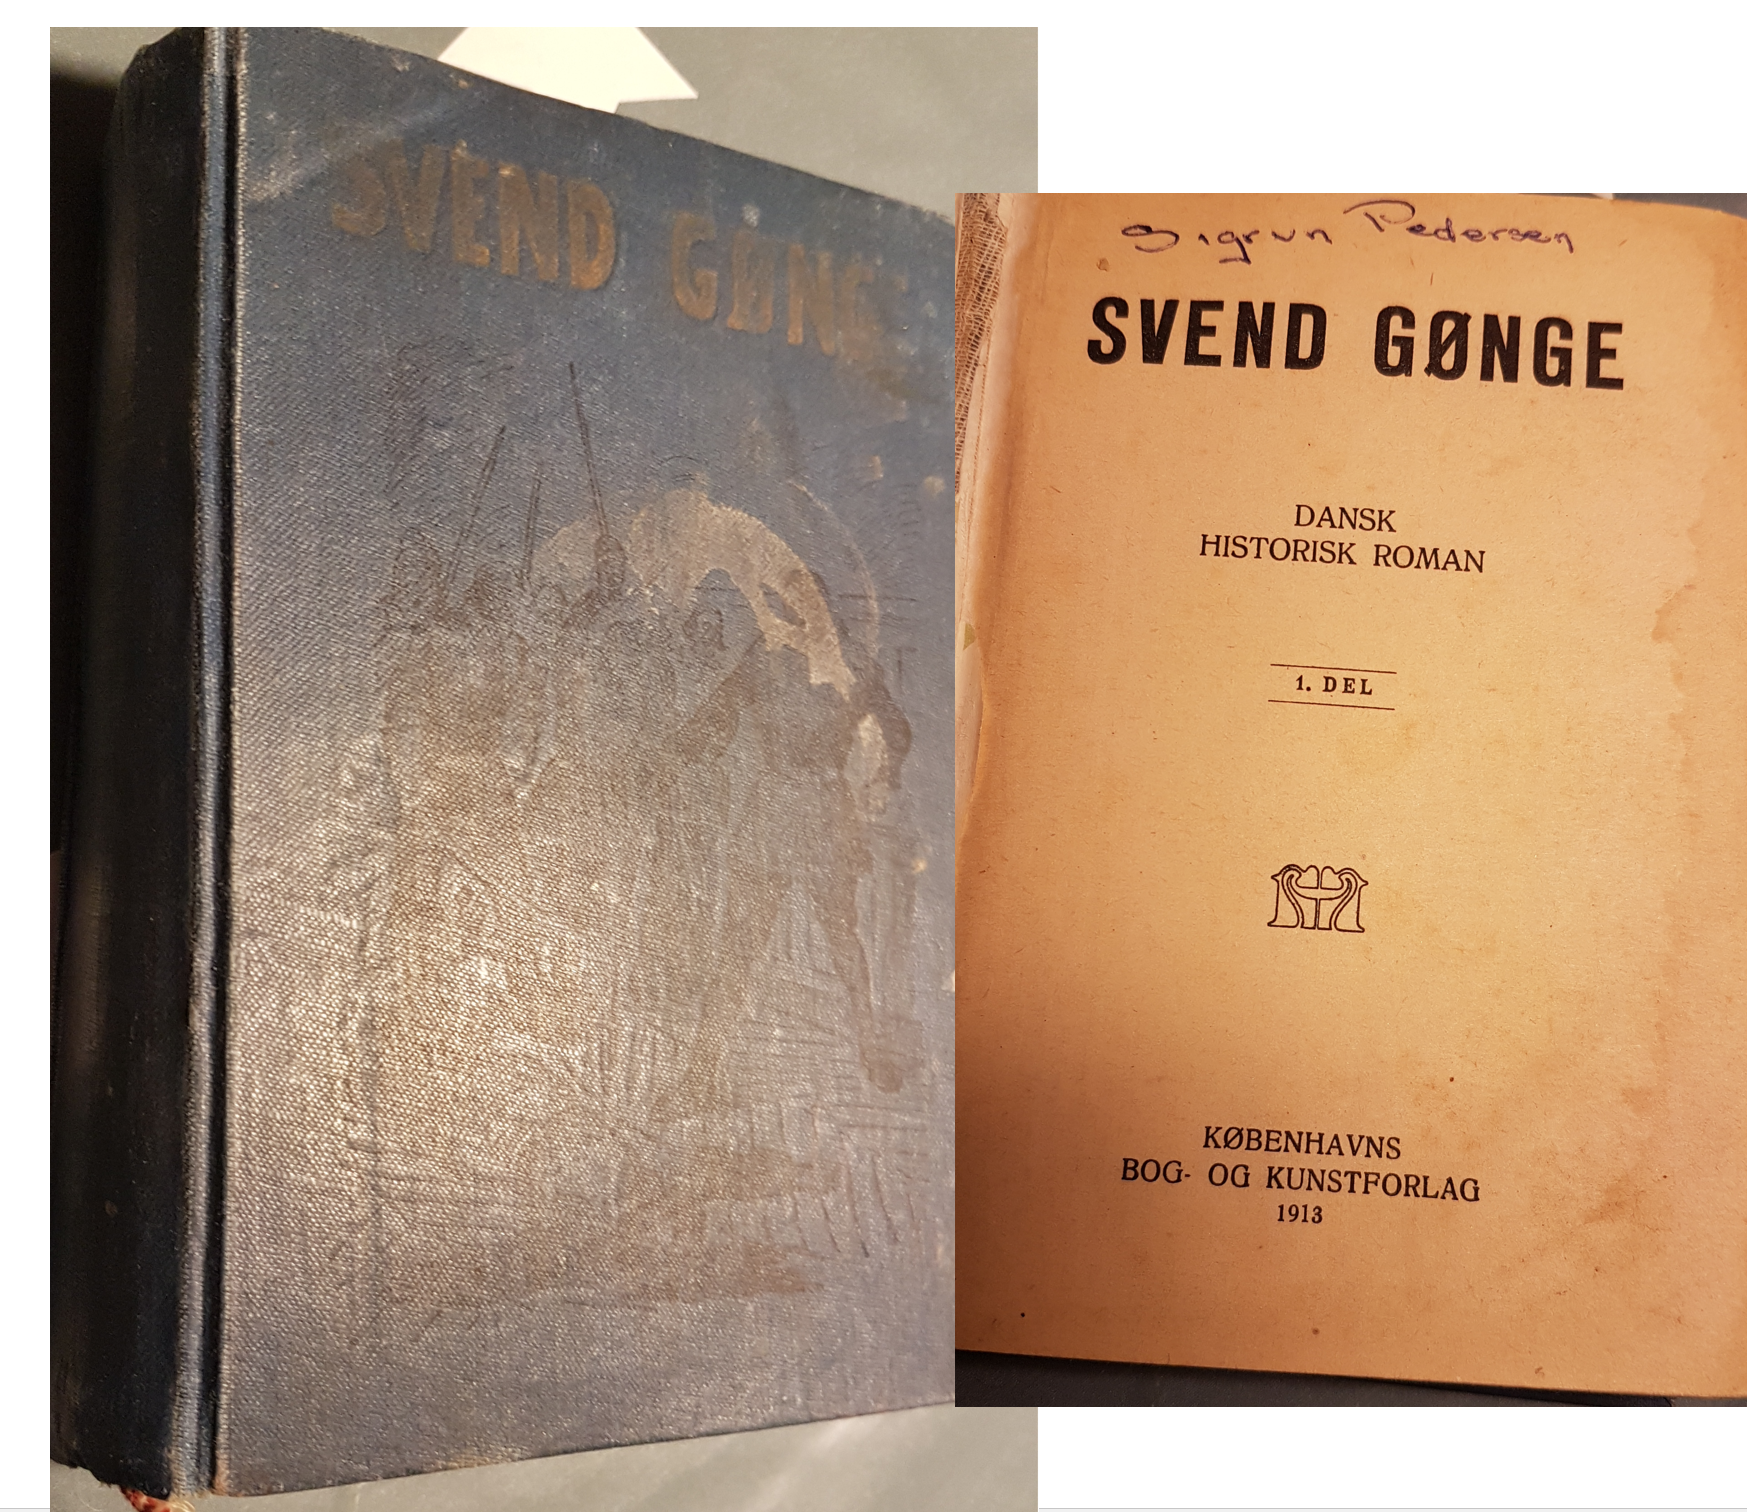 SVEND GØNGE
Sigrun Pedersen
SVEND GØNGE
DANSK
HISTORISK ROMAN
1. DEL
KØBENHAVNS
BOG- OG KUNSTFORLAG
1913